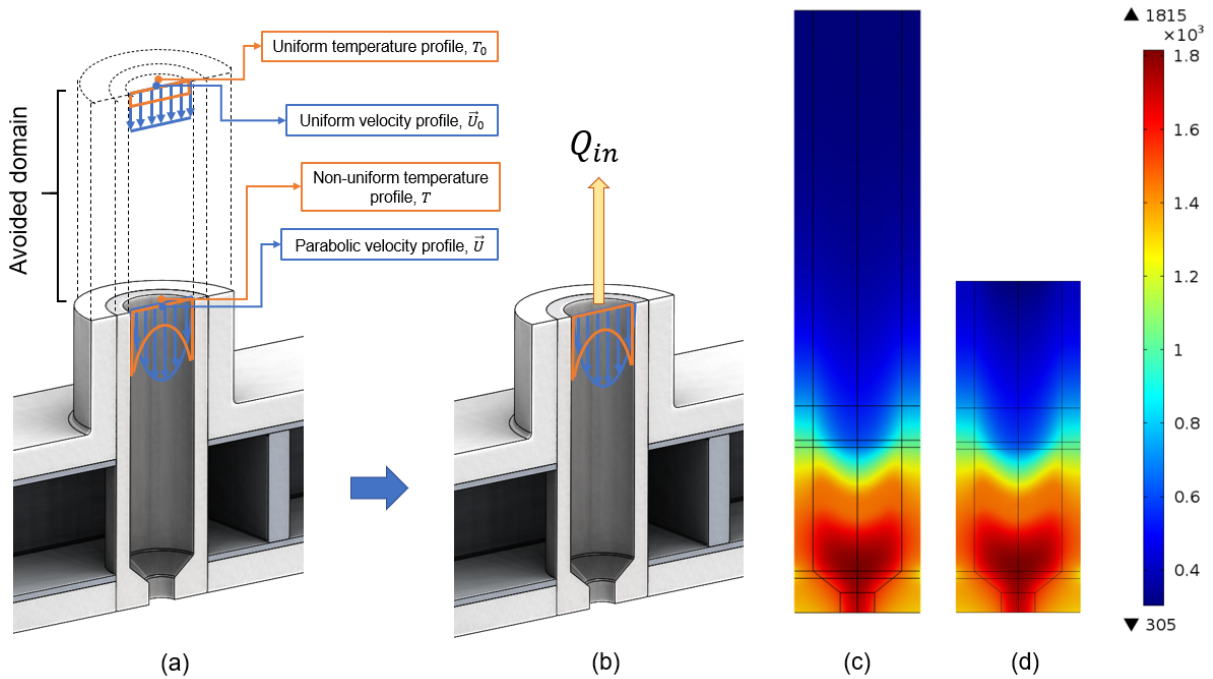 Uniform temperature profile, T₀
Uniform velocity profile, U⃗₀
Non-uniform temperature
profile, T
Parabolic velocity profile, U⃗
Avoided domain
Qᵢₙ
▲ 1815
×10³
1.8
1.6
1.4
1.2
1
0.8
0.6
0.4
▼ 305
(a)
(b)
(c)
(d)